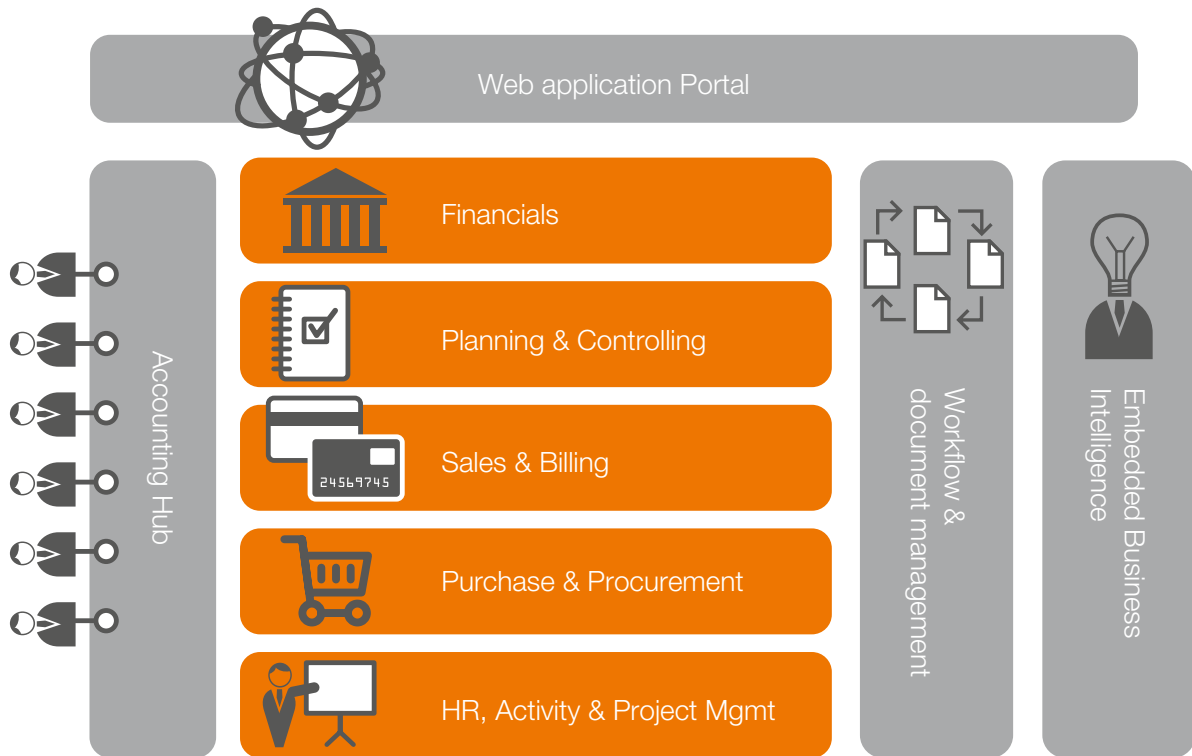 Web application Portal
Accounting Hub
Financials
Planning & Controlling
24569745
Sales & Billing
Purchase & Procurement
HR, Activity & Project Mgmt
Workflow &
document management
Embedded Business
Intelligence